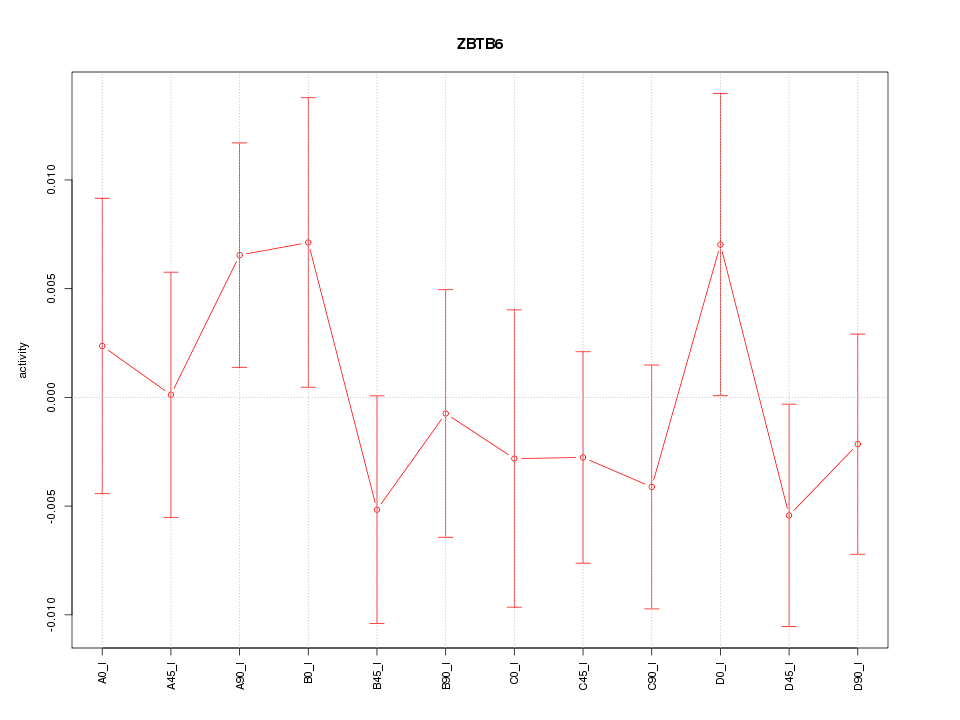 ZBTB6
activity
0.010
0.005
0.000
-0.005
-0.010
A0_I
A45_I
A90_I
B0_I
B45_I
B90_I
C0_I
C45_I
C90_I
D0_I
D45_I
D90_I